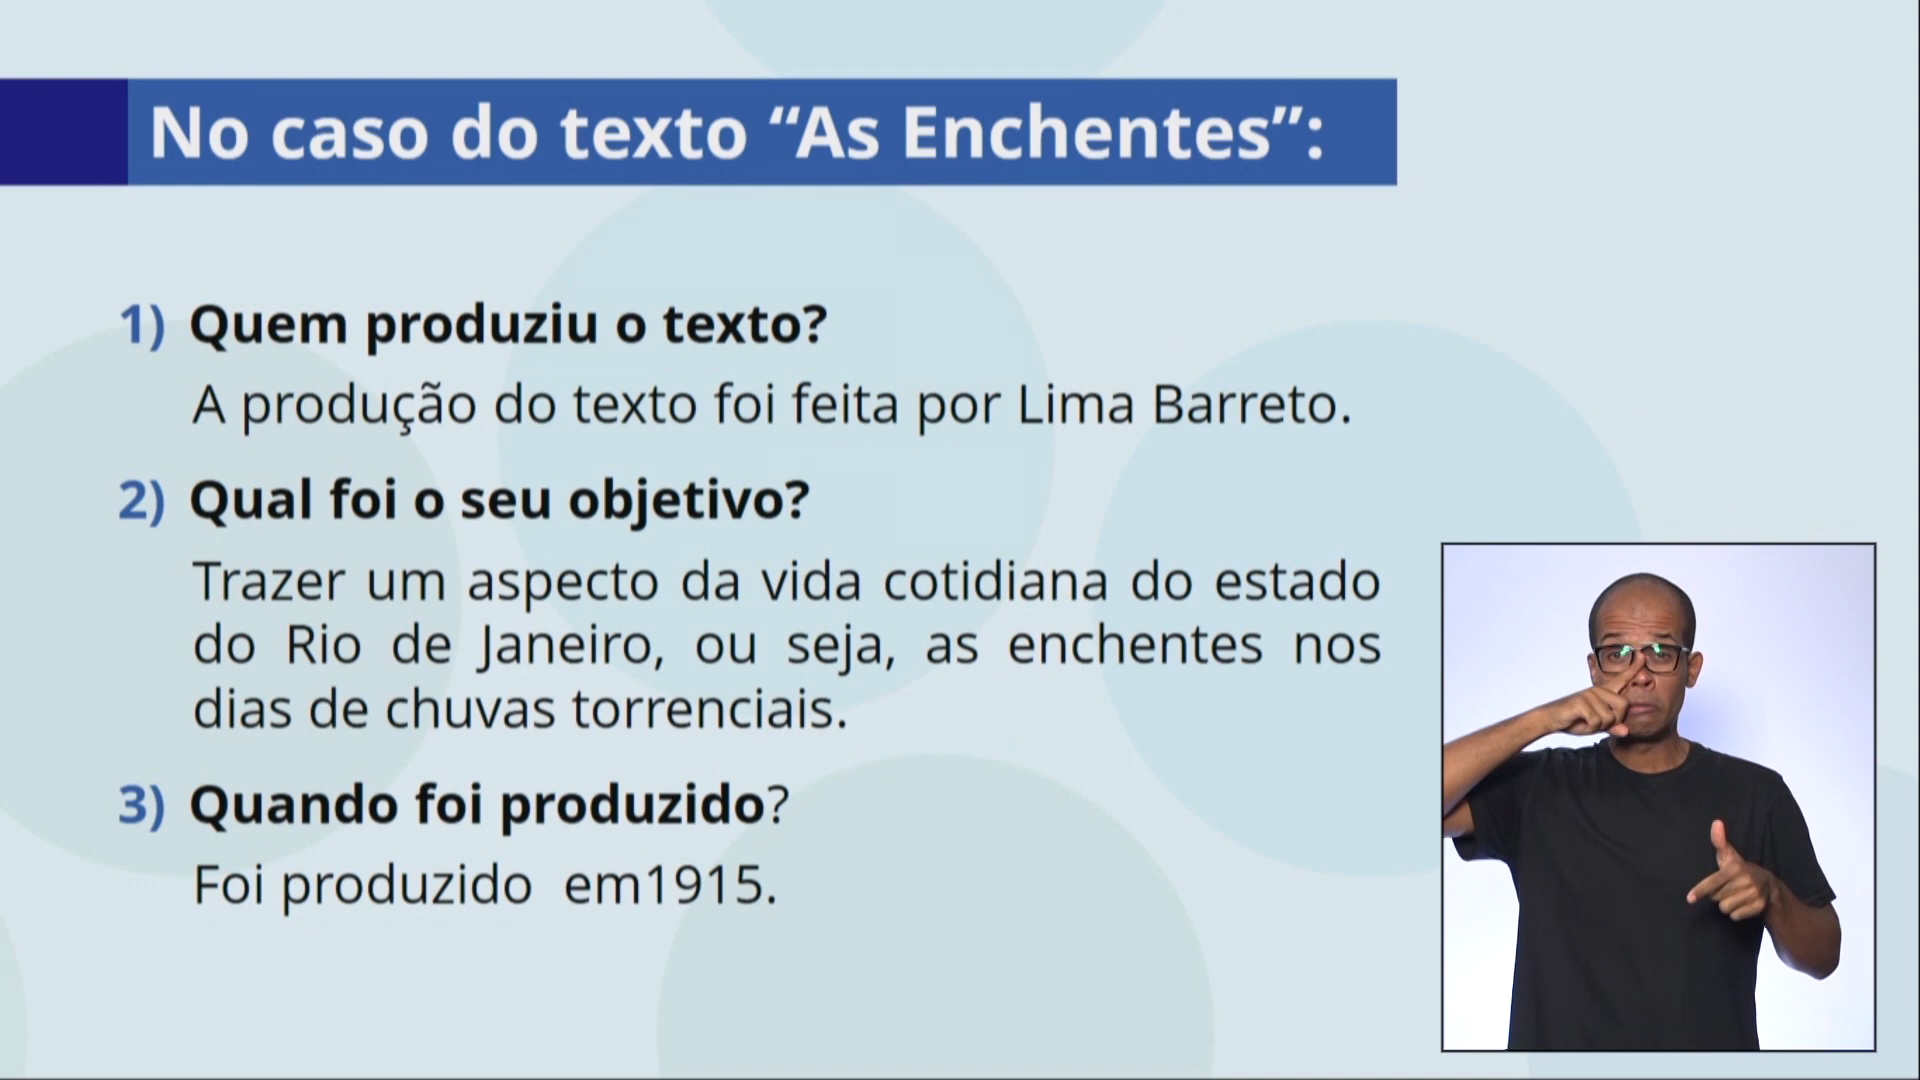 No caso do texto “As Enchentes”:
1) Quem produziu o texto?
A produção do texto foi feita por Lima Barreto.
2) Qual foi o seu objetivo?
Trazer um aspecto da vida cotidiana do estado
do Rio de Janeiro, ou seja, as enchentes nos
dias de chuvas torrenciais.
3) Quando foi produzido?
Foi produzido  em1915.